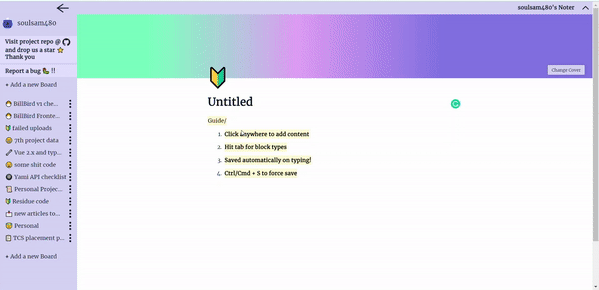 soulsam480
soulsam480's Noter
Visit project repo @
and drop us a star
Thank you
Report a bug !!
+ Add a new Board
BillBird v1 che...
BillBird Fronte...
failed uploads
7th project data
Vue 2.x and typ...
some shit code
Yami API checklist
Personal Projec...
Residue code
new articles to...
Personal
TCS placement p...
+ Add a new Board
Change Cover
Untitled
Guide/
1. Click anywhere to add content
2. Hit tab for block types
3. Saved automatically on typing!
4. Ctrl/Cmd + S to force save